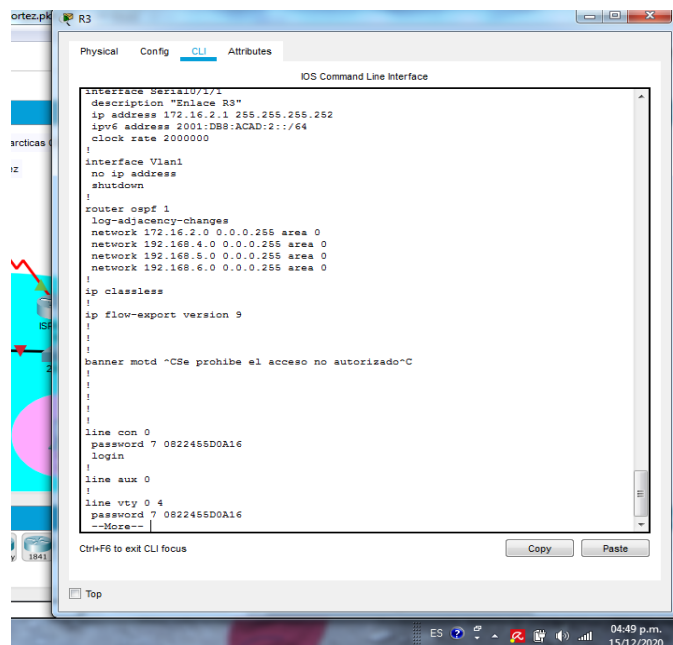 ortez.pk
R3
Physical Config CLI Attributes
IOS Command Line Interface
interface Serial0/1/1
description "Enlace R3"
ip address 172.16.2.1 255.255.255.252
ipv6 address 2001:DB8:ACAD:2::/64
clock rate 2000000
!
interface Vlan1
no ip address
shutdown
!
router ospf 1
log-adjacency-changes
network 172.16.2.0 0.0.0.255 area 0
network 192.168.4.0 0.0.0.255 area 0
network 192.168.5.0 0.0.0.255 area 0
network 192.168.6.0 0.0.0.255 area 0
!
ip classless
!
ip flow-export version 9
!
!
!
banner motd ^CSe prohibe el acceso no autorizado^C
!
!
!
!
!
line con 0
password 7 0822455D0A16
login
!
line aux 0
!
line vty 0 4
password 7 0822455D0A16
--More--
Ctrl+F6 to exit CLI focus
Copy Paste
Top
arcticas
ez
ISP
2
1841
ES
04:49 p.m.
15/12/2020